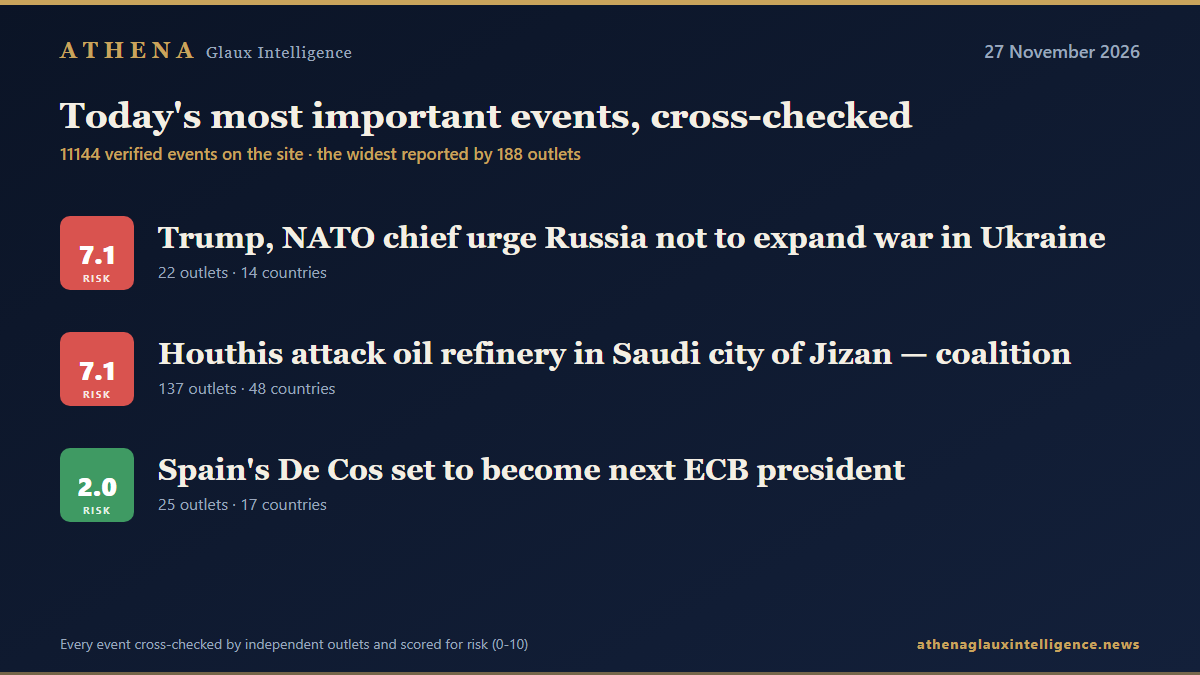 ATHENA Glaux Intelligence
27 November 2026
Today's most important events, cross-checked
11144 verified events on the site · the widest reported by 188 outlets
7.1
RISK
Trump, NATO chief urge Russia not to expand war in Ukraine
22 outlets · 14 countries
7.1
RISK
Houthis attack oil refinery in Saudi city of Jizan — coalition
137 outlets · 48 countries
2.0
RISK
Spain's De Cos set to become next ECB president
25 outlets · 17 countries
Every event cross-checked by independent outlets and scored for risk (0-10)
athenaglauxintelligence.news